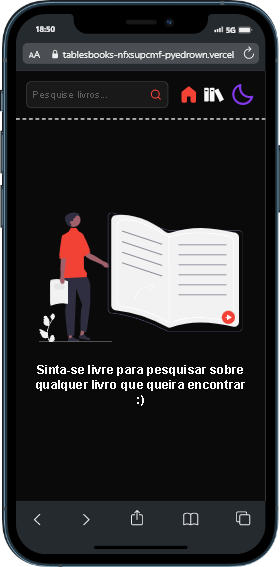 18:50
5G
AA
tablesbooks-nfxsupcmf-pyedrown.vercel
Pesquise livros...
Sinta-se livre para pesquisar sobre
qualquer livro que queira encontrar
:)